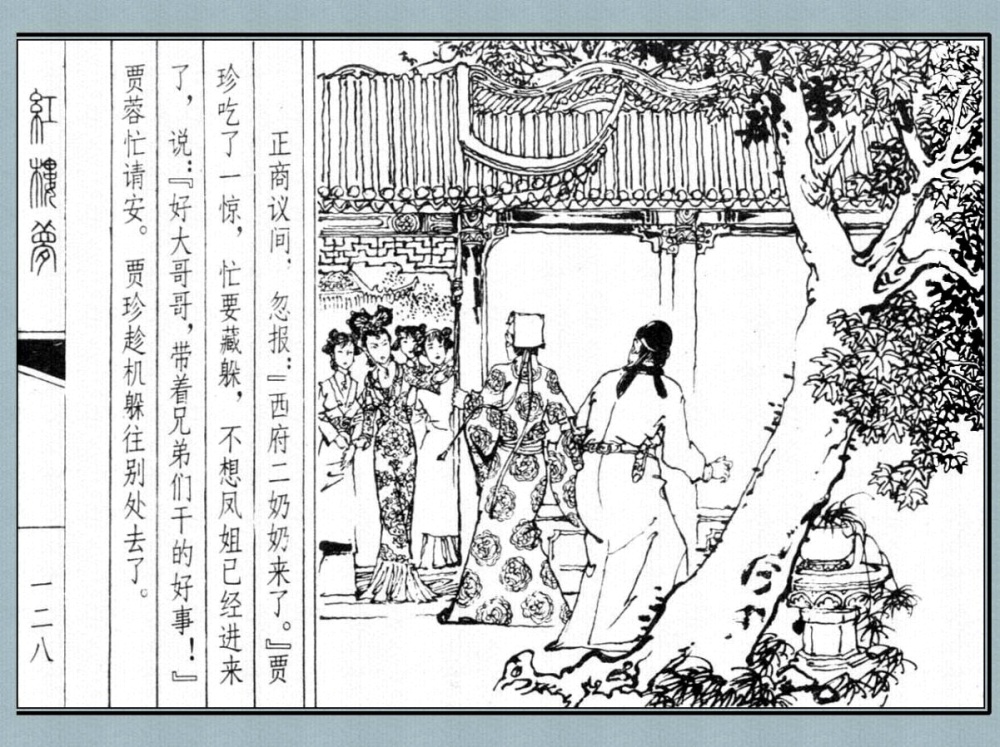 正商议间,忽报:『西府二奶奶来了。』贾
珍吃了一惊,忙要藏躲,不想凤姐已经进来
了,说:『好大哥哥,带着兄弟们干的好事!』
贾蓉忙请安。贾珍趁机躲往别处去了。
紅樓夢
一二八